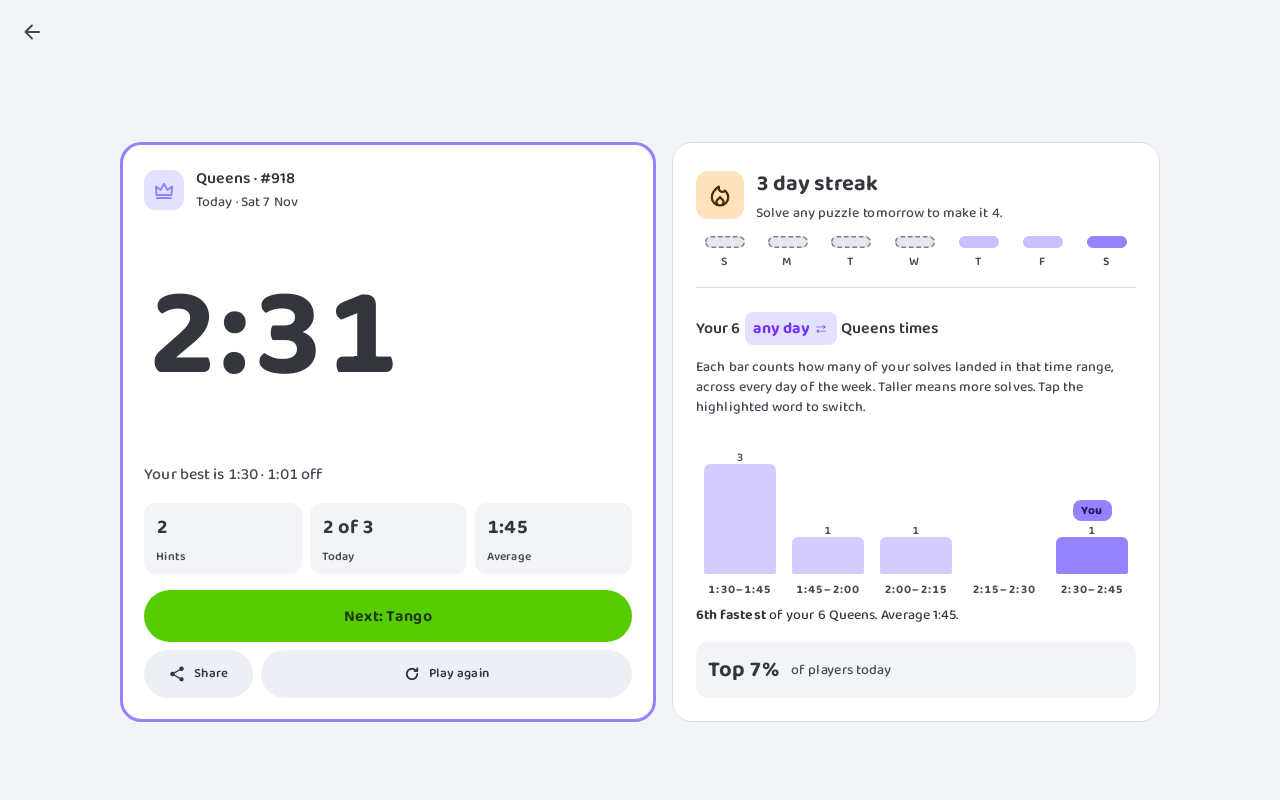 Queens · #918
Today · Sat 7 Nov
2:31
Your best is 1:30 · 1:01 off
2
Hints
2 of 3
Today
1:45
Average
Next: Tango
Share
Play again
3 day streak
Solve any puzzle tomorrow to make it 4.
S M T W T F S
Your 6 any day ⇄ Queens times
Each bar counts how many of your solves landed in that time range,
across every day of the week. Taller means more solves. Tap the
highlighted word to switch.
3
1
1
You
1
1:30–1:45 1:45–2:00 2:00–2:15 2:15–2:30 2:30–2:45
6th fastest of your 6 Queens. Average 1:45.
Top 7% of players today